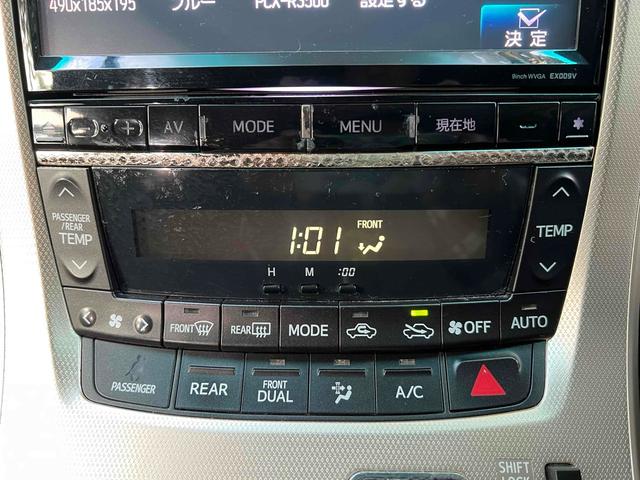 490x185x195 ブルー PLX-R3500 設定する
決定
9inch WVGA EX009V
AV MODE MENU 現在地
PASSENGER
/REAR
TEMP
1:01 FRONT
TEMP
H M :00
FRONT REAR MODE OFF AUTO
PASSENGER REAR FRONT
DUAL A/C
SHIFT
LOCK